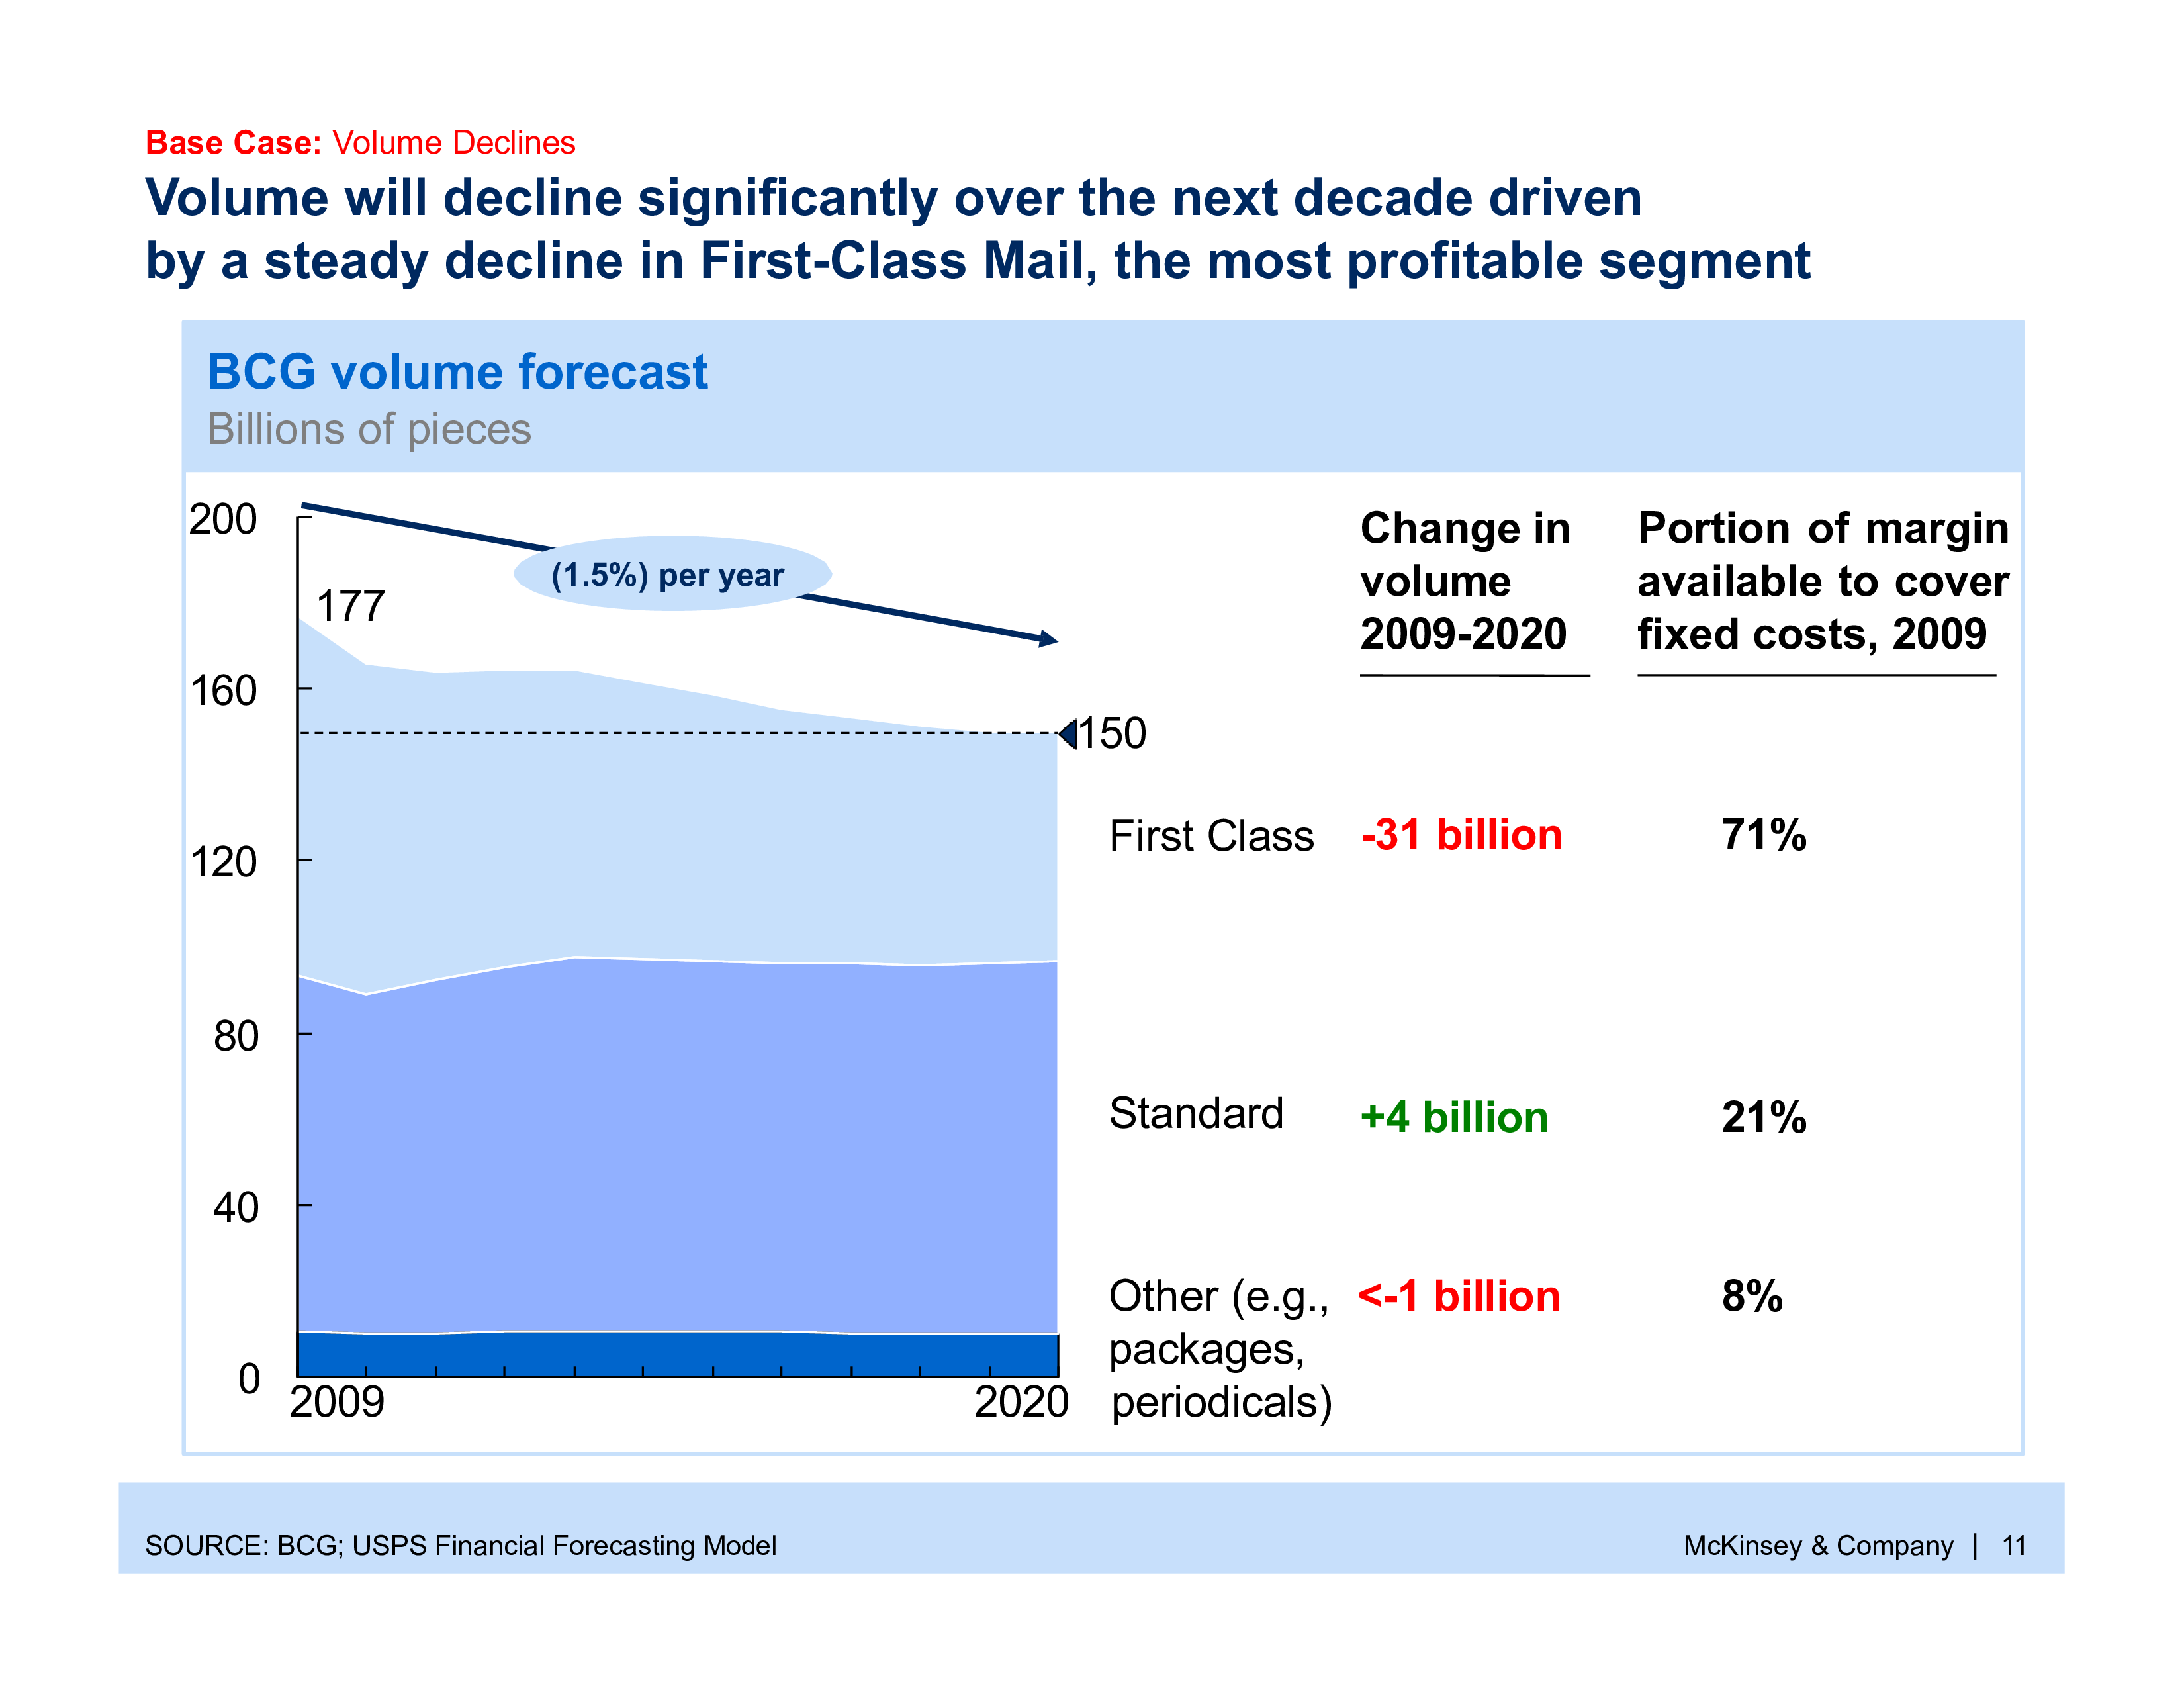 Base Case: Volume Declines
Volume will decline significantly over the next decade driven
by a steady decline in First-Class Mail, the most profitable segment
BCG volume forecast
Billions of pieces
200
160
120
80
40
0
177
(1.5%) per year
150
2009
2020
Change in
volume
2009-2020
Portion of margin
available to cover
fixed costs, 2009
First Class -31 billion 71%
Standard +4 billion 21%
Other (e.g., <-1 billion 8%
packages,
periodicals)
SOURCE: BCG; USPS Financial Forecasting Model
McKinsey & Company | 11